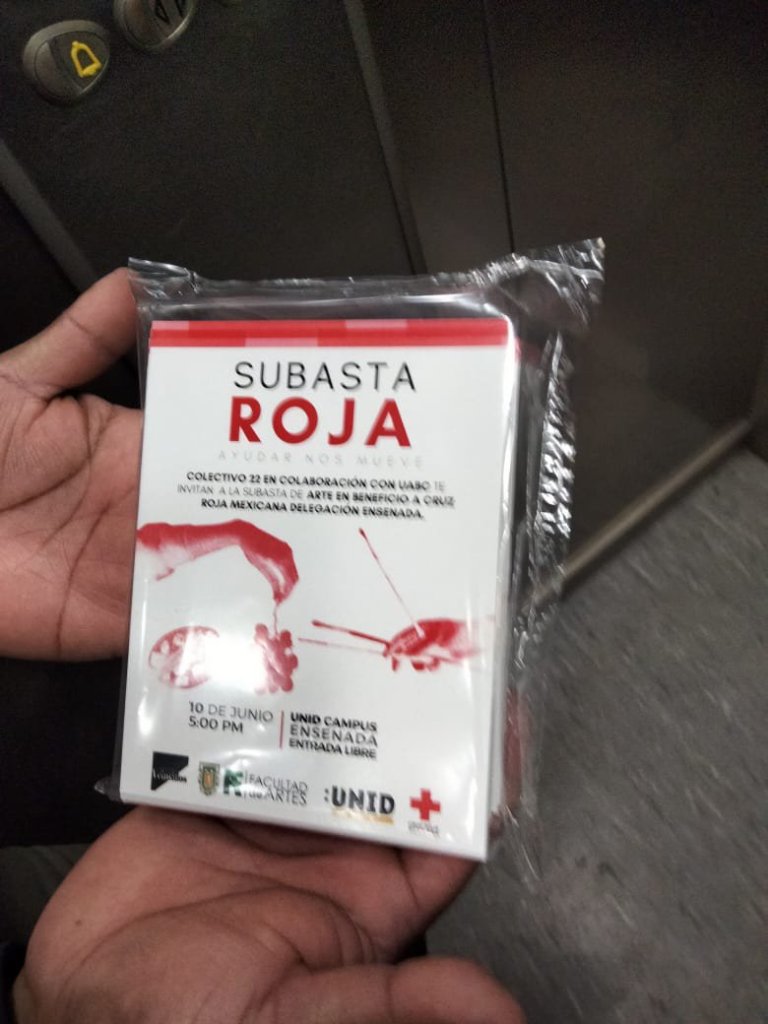 SUBASTA
ROJA
AYUDAR NOS MUEVE
COLECTIVO 22 EN COLABORACIÓN CON UABC TE
INVITAN A LA SUBASTA DE ARTE EN BENEFICIO A CRUZ
ROJA MEXICANA DELEGACIÓN ENSENADA.
10 DE JUNIO
5:00 PM
UNID CAMPUS
ENSENADA
ENTRADA LIBRE
FACULTAD
de ARTES
:UNID